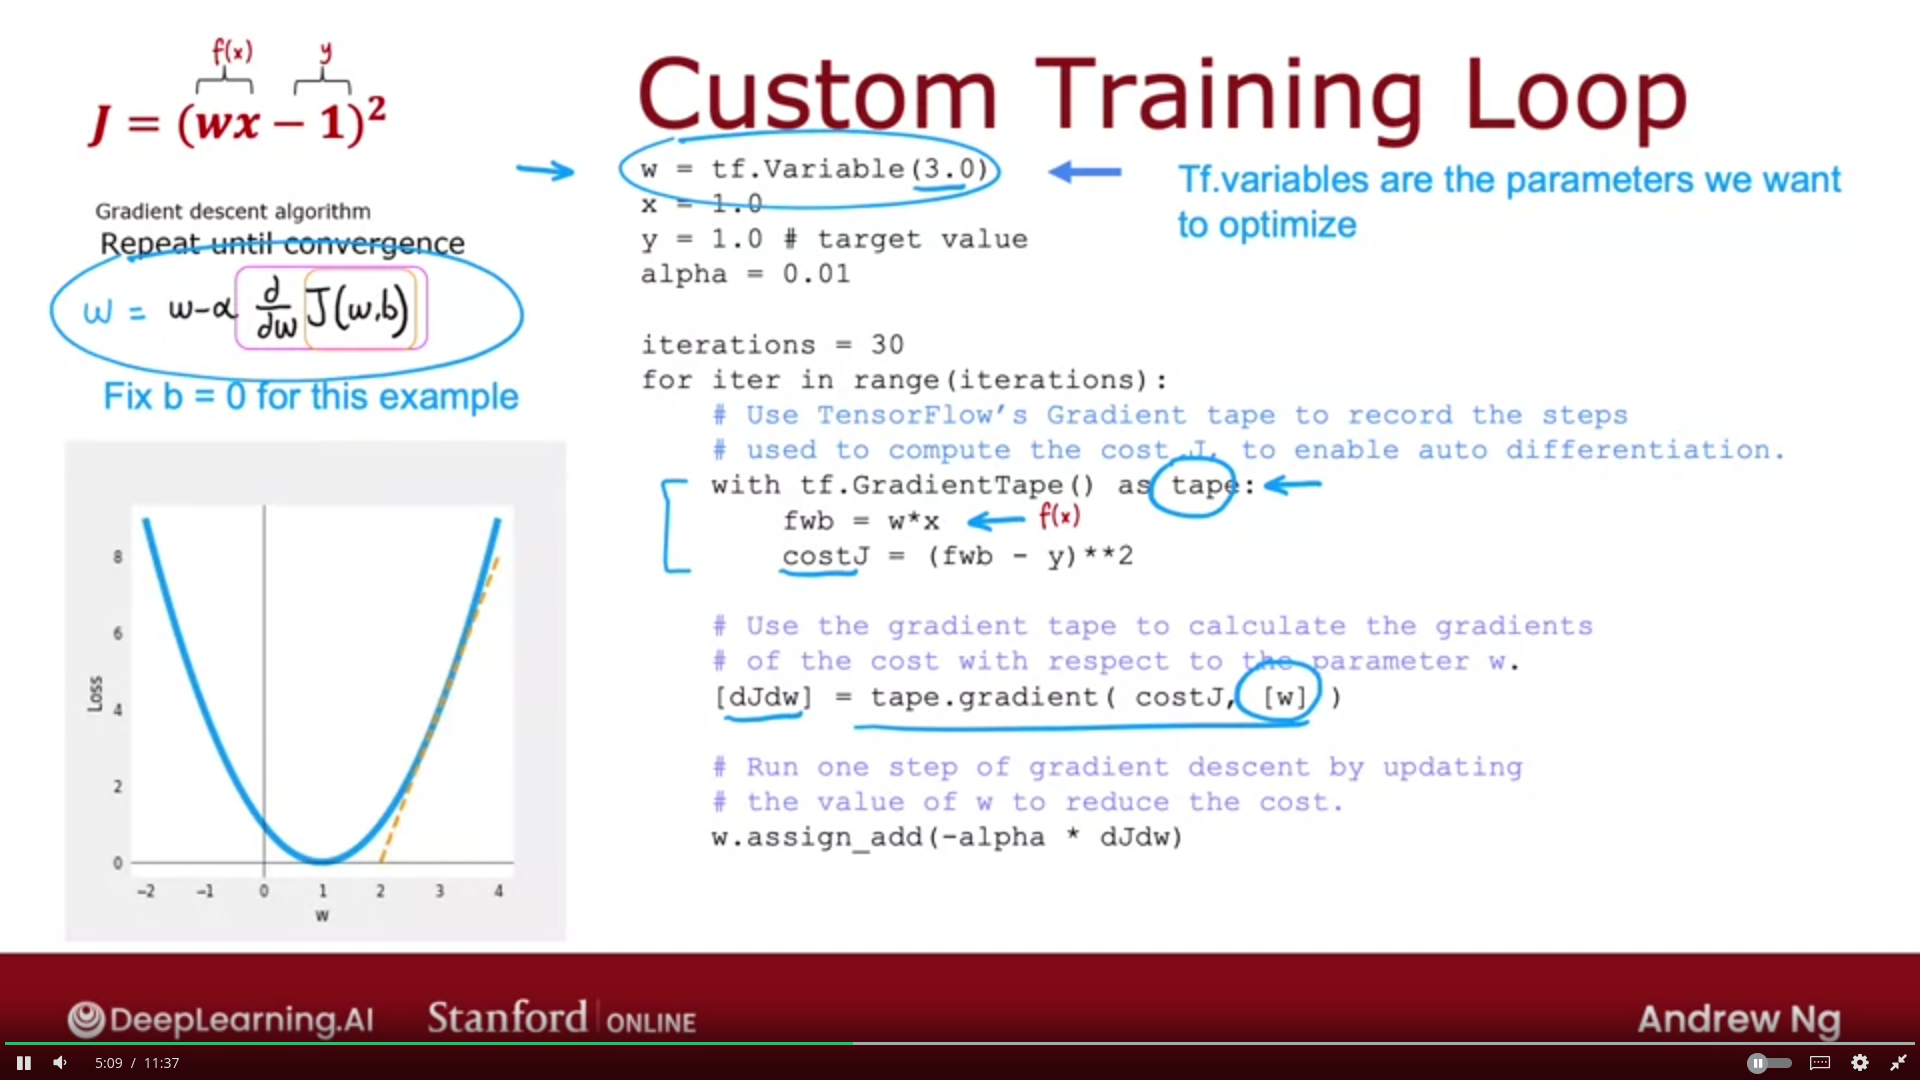 f(x) y
J = (wx − 1)²
Gradient descent algorithm
Repeat until convergence
w = w-α d/dw J(w,b)
Fix b = 0 for this example
8
6
4
2
0
Loss
-2 -1 0 1 2 3 4
w
Custom Training Loop
w = tf.Variable(3.0)
x = 1.0
y = 1.0 # target value
alpha = 0.01
Tf.variables are the parameters we want
to optimize
iterations = 30
for iter in range(iterations):
# Use TensorFlow’s Gradient tape to record the steps
# used to compute the cost J, to enable auto differentiation.
with tf.GradientTape() as tape:
fwb = w*x f(x)
costJ = (fwb - y)**2
# Use the gradient tape to calculate the gradients
# of the cost with respect to the parameter w.
[dJdw] = tape.gradient( costJ, [w] )
# Run one step of gradient descent by updating
# the value of w to reduce the cost.
w.assign_add(-alpha * dJdw)
DeepLearning.AI Stanford ONLINE Andrew Ng
5:09 / 11:37